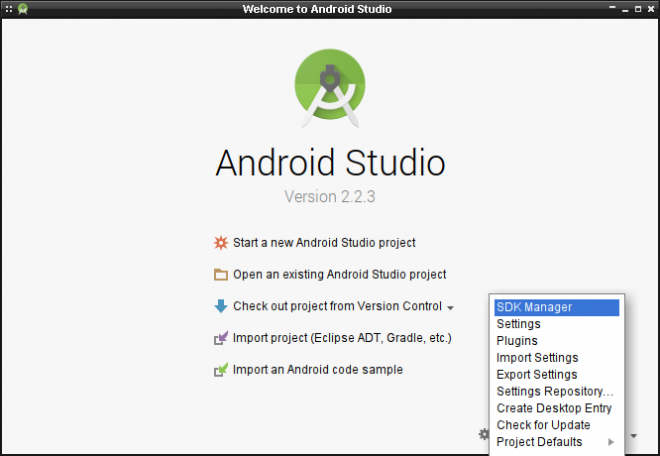 Welcome to Android Studio
Android Studio
Version 2.2.3
Start a new Android Studio project
Open an existing Android Studio project
Check out project from Version Control
Import project (Eclipse ADT, Gradle, etc.)
Import an Android code sample
SDK Manager
Settings
Plugins
Import Settings
Export Settings
Settings Repository...
Create Desktop Entry
Check for Update
Project Defaults